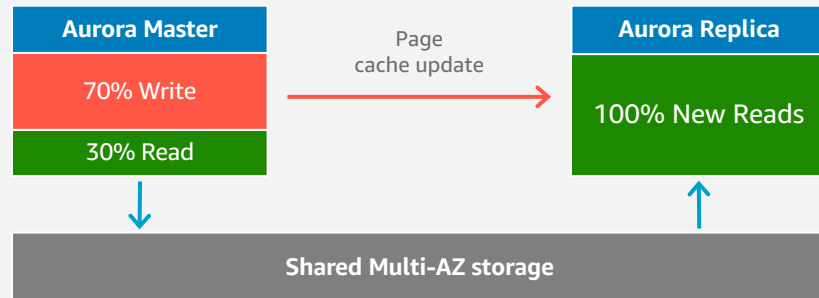 Aurora Master
70% Write
30% Read
Page
cache update
Aurora Replica
100% New Reads
Shared Multi-AZ storage